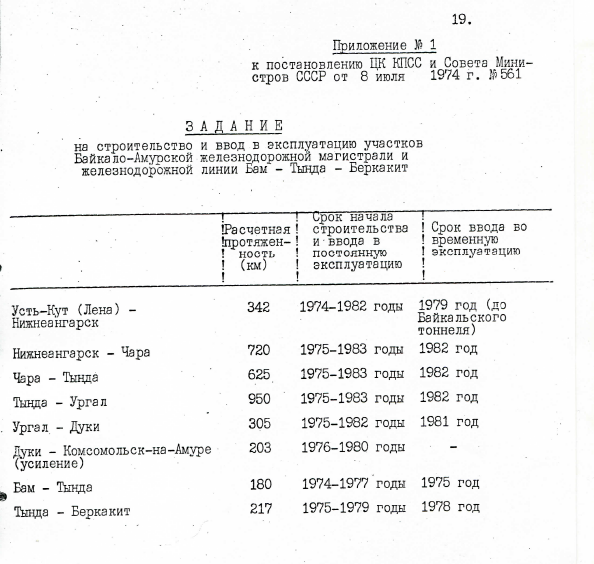 19.
Приложение № 1
к постановлению ЦК КПСС и Совета Мини-
стров СССР от 8 июля 1974 г. № 561
ЗАДАНИЕ
на строительство и ввод в эксплуатацию участков
Байкало-Амурской железнодорожной магистрали и
железнодорожной линии Бам - Тында - Беркакит
Расчетная протяжен-ность (км) Срок начала строительства и ввода в постоянную эксплуатацию Срок ввода во временную эксплуатацию
Усть-Кут (Лена) - 342 1974-1982 годы 1979 год (до
Нижнеангарск Байкальского
тоннеля)
Нижнеангарск - Чара 720 1975-1983 годы 1982 год
Чара - Тында 625 1975-1983 годы 1982 год
Тында - Ургал 950 1975-1983 годы 1982 год
Ургал - Дуки 305 1975-1982 годы 1981 год
Дуки - Комсомольск-на-Амуре 203 1976-1980 годы -
(усиление)
Бам - Тында 180 1974-1977 годы 1975 год
Тында - Беркакит 217 1975-1979 годы 1978 год